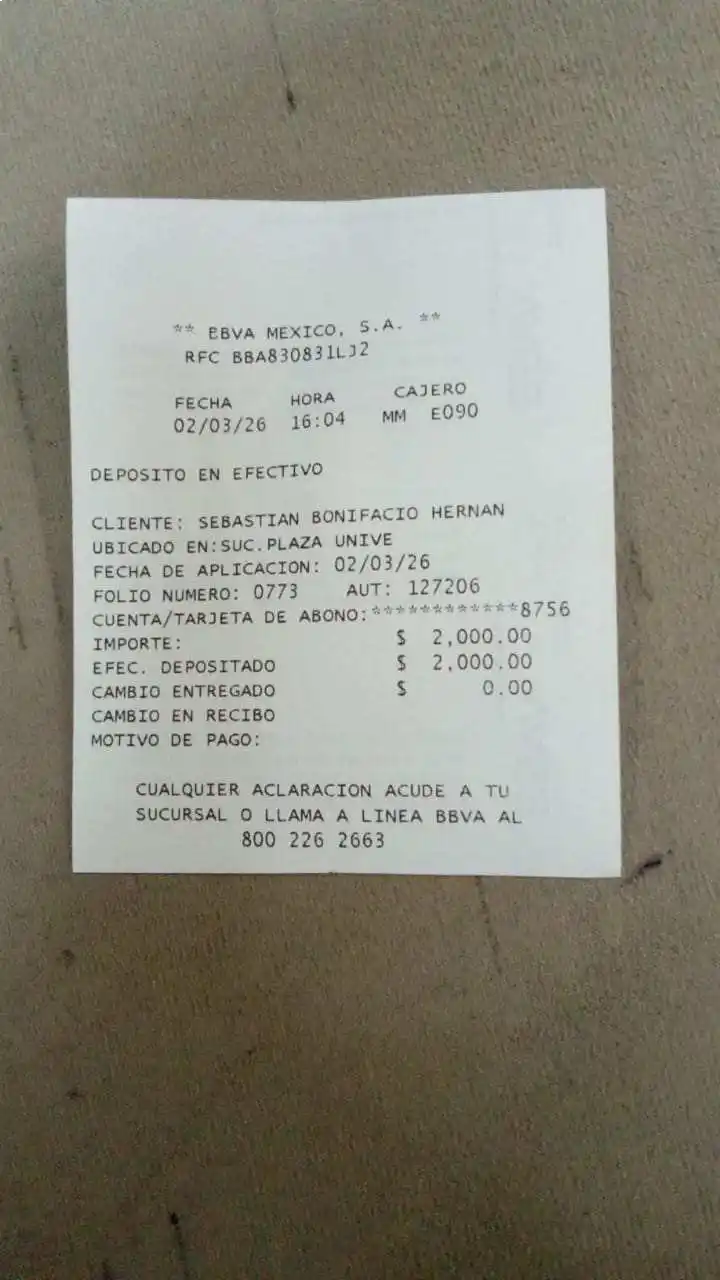 ** BBVA MEXICO, S.A. **
RFC BBA830831LJ2
FECHA HORA CAJERO
02/03/26 16:04 MM E090
DEPOSITO EN EFECTIVO
CLIENTE: SEBASTIAN BONIFACIO HERNAN
UBICADO EN:SUC.PLAZA UNIVE
FECHA DE APLICACION: 02/03/26
FOLIO NUMERO: 0773 AUT: 127206
CUENTA/TARJETA DE ABONO:************8756
IMPORTE: $ 2,000.00
EFEC. DEPOSITADO $ 2,000.00
CAMBIO ENTREGADO $ 0.00
CAMBIO EN RECIBO
MOTIVO DE PAGO:
CUALQUIER ACLARACION ACUDE A TU
SUCURSAL O LLAMA A LINEA BBVA AL
800 226 2663